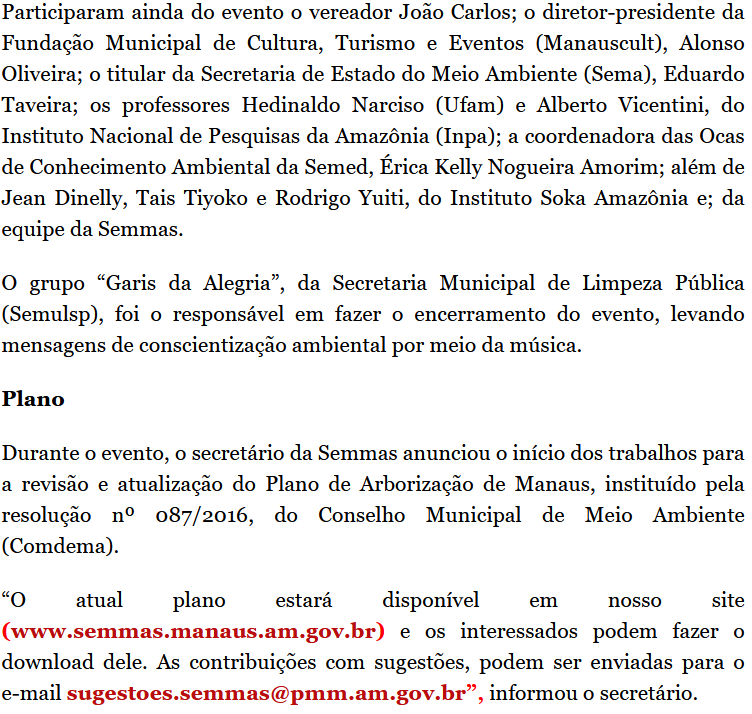 Participaram ainda do evento o vereador João Carlos; o diretor-presidente da
Fundação Municipal de Cultura, Turismo e Eventos (Manauscult), Alonso
Oliveira; o titular da Secretaria de Estado do Meio Ambiente (Sema), Eduardo
Taveira; os professores Hedinaldo Narciso (Ufam) e Alberto Vicentini, do
Instituto Nacional de Pesquisas da Amazônia (Inpa); a coordenadora das Ocas
de Conhecimento Ambiental da Semed, Érica Kelly Nogueira Amorim; além de
Jean Dinelly, Tais Tiyoko e Rodrigo Yuiti, do Instituto Soka Amazônia e; da
equipe da Semmas.
O grupo “Garis da Alegria”, da Secretaria Municipal de Limpeza Pública
(Semulsp), foi o responsável em fazer o encerramento do evento, levando
mensagens de conscientização ambiental por meio da música.
Plano
Durante o evento, o secretário da Semmas anunciou o início dos trabalhos para
a revisão e atualização do Plano de Arborização de Manaus, instituído pela
resolução nº 087/2016, do Conselho Municipal de Meio Ambiente
(Comdema).
“O atual plano estará disponível em nosso site
(www.semmas.manaus.am.gov.br) e os interessados podem fazer o
download dele. As contribuições com sugestões, podem ser enviadas para o
e-mail sugestoes.semmas@pmm.am.gov.br”, informou o secretário.